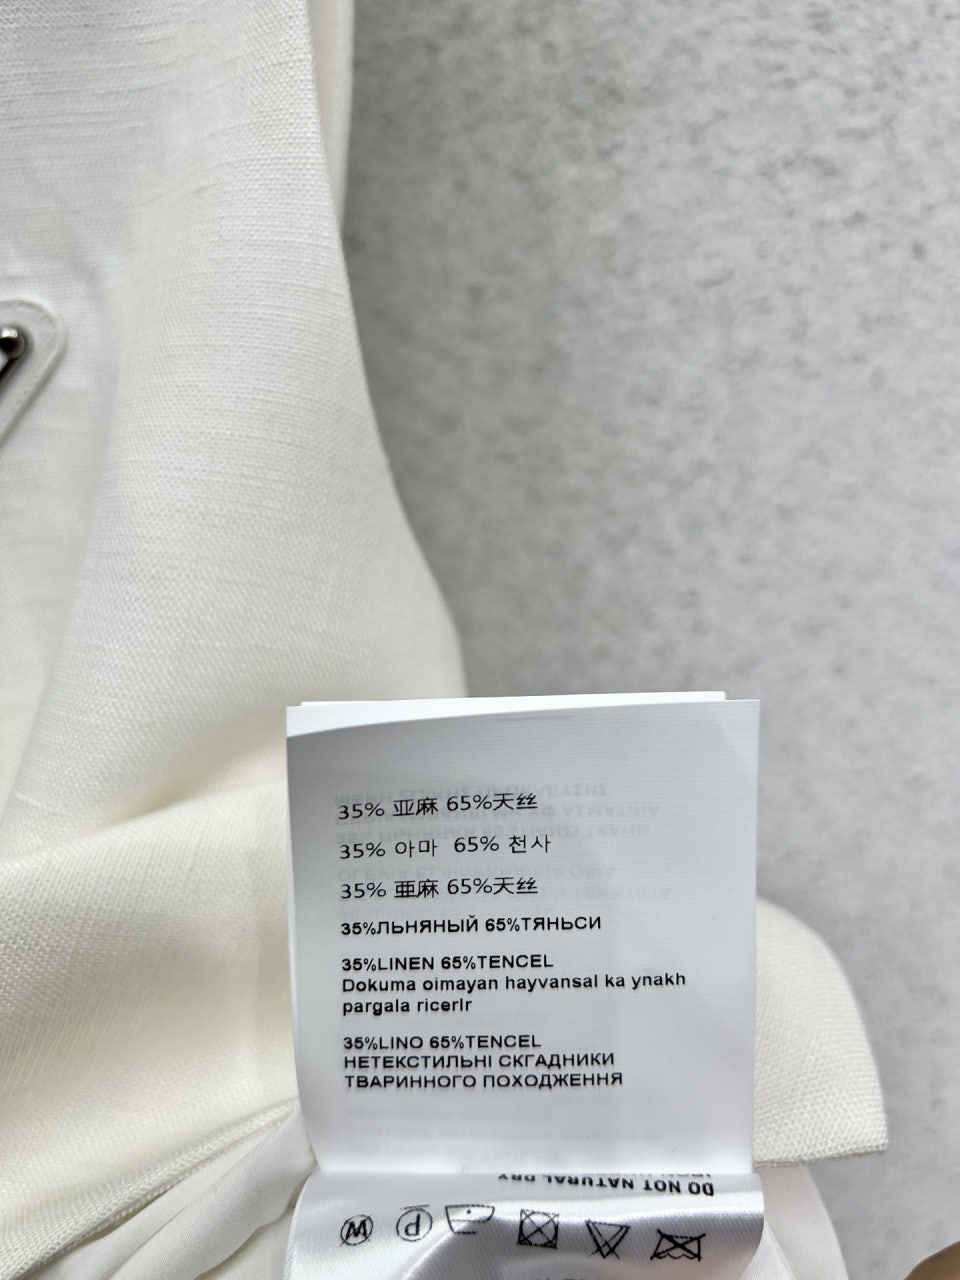 35% 亚麻 65%天丝
35% 아마 65% 천사
35% 亜麻 65%天丝
35%ЛЬНЯНЫЙ 65%ТЯНЬСИ
35%LINEN 65%TENCEL
Dokuma oimayan hayvansal ka ynakh
pargala ricerlr
35%LINO 65%TENCEL
НЕТЕКСТИЛЬНІ СКГАДНИКИ
ТВАРИННОГО ПОХОДЖЕННЯ
DO NOT NATURAL DRY
W P